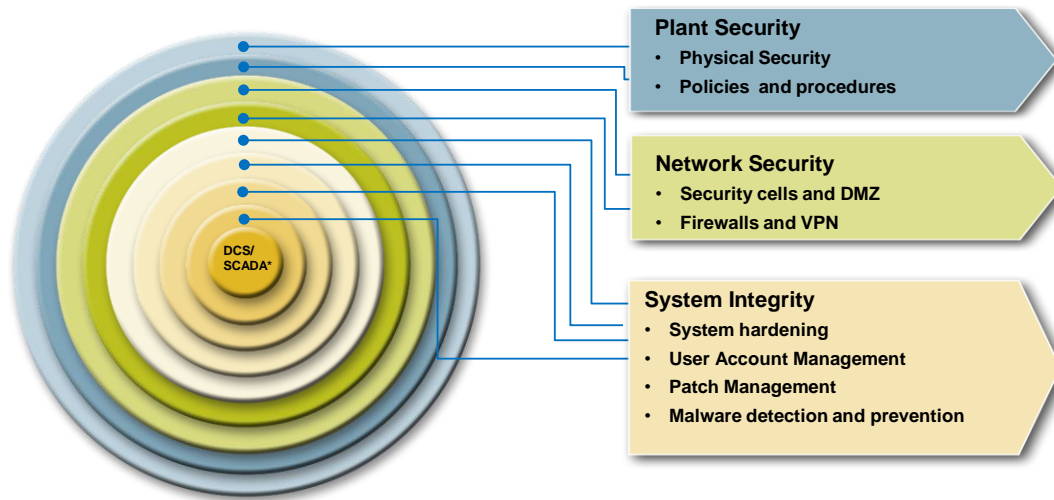 Plant Security
• Physical Security
• Policies and procedures
Network Security
• Security cells and DMZ
• Firewalls and VPN
DCS/
SCADA*
System Integrity
• System hardening
• User Account Management
• Patch Management
• Malware detection and prevention